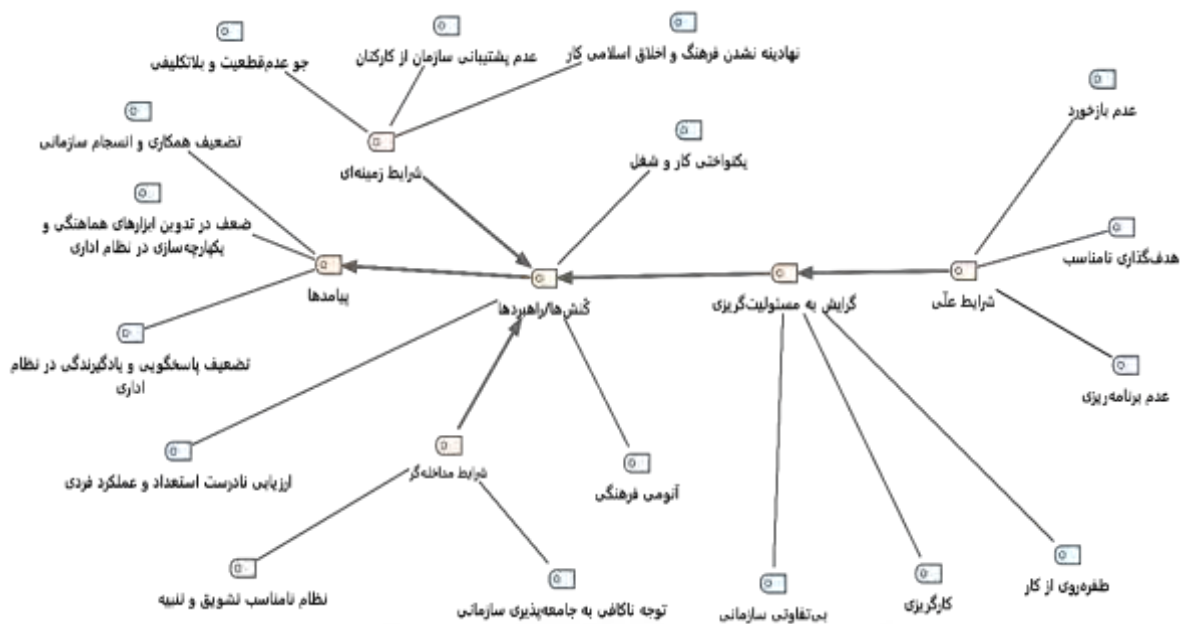 نهادینه نشدن فرهنگ و اخلاق اسلامی کار
عدم پشتیبانی سازمان از کارکنان
جو عدم‌قطعیت و بلاتکلیفی
عدم بازخورد
تضعیف همکاری و انسجام سازمانی
یکنواختی کار و شغل
شرایط زمینه‌ای
ضعف در تدوین ابزارهای هماهنگی و
یکپارچه‌سازی در نظام اداری
هدف‌گذاری نامناسب
شرایط علّی
گرایش به مسئولیت‌گریزی
کُنش‌ها/راهبردها
پیامدها
تضعیف پاسخگویی و یادگیرندگی در نظام
اداری
عدم برنامه‌ریزی
شرایط مداخله‌گر
ارزیابی نادرست استعداد و عملکرد فردی
آنومی فرهنگی
طفره‌روی از کار
کارگریزی
بی‌تفاوتی سازمانی
توجه ناکافی به جامعه‌پذیری سازمانی
نظام نامناسب تشویق و تنبیه